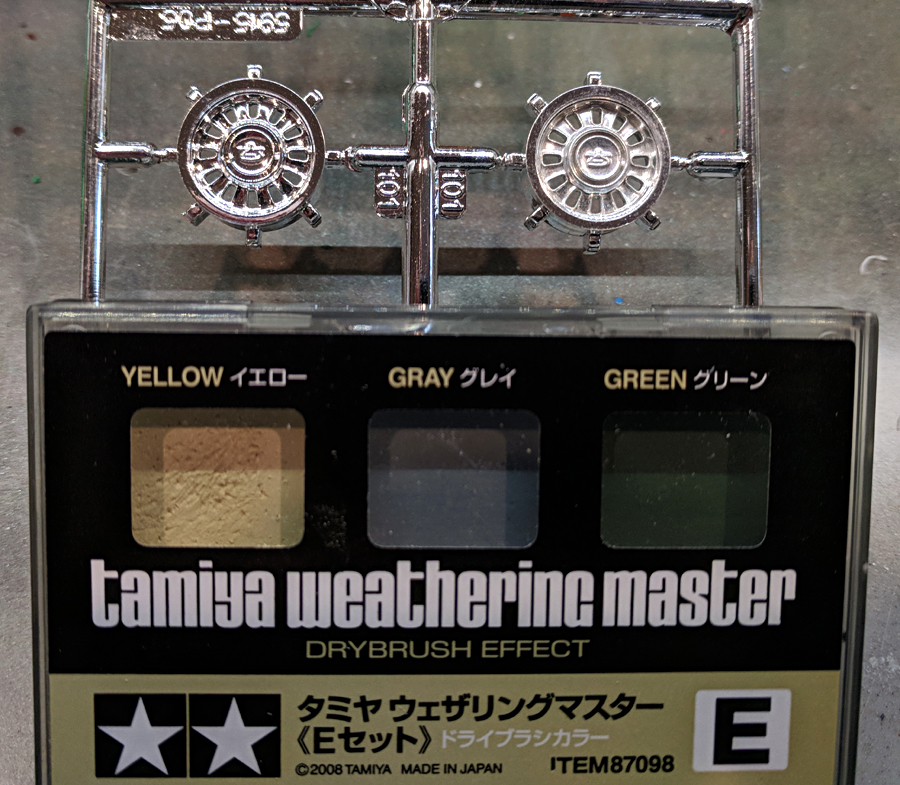 5915-P06
101 101
YELLOW イエロー GRAY グレイ GREEN グリーン
tamiya weathering master
DRYBRUSH EFFECT
タミヤ ウェザリングマスター
《Eセット》 ドライブラシカラー
©2008 TAMIYA MADE IN JAPAN ITEM87098
E